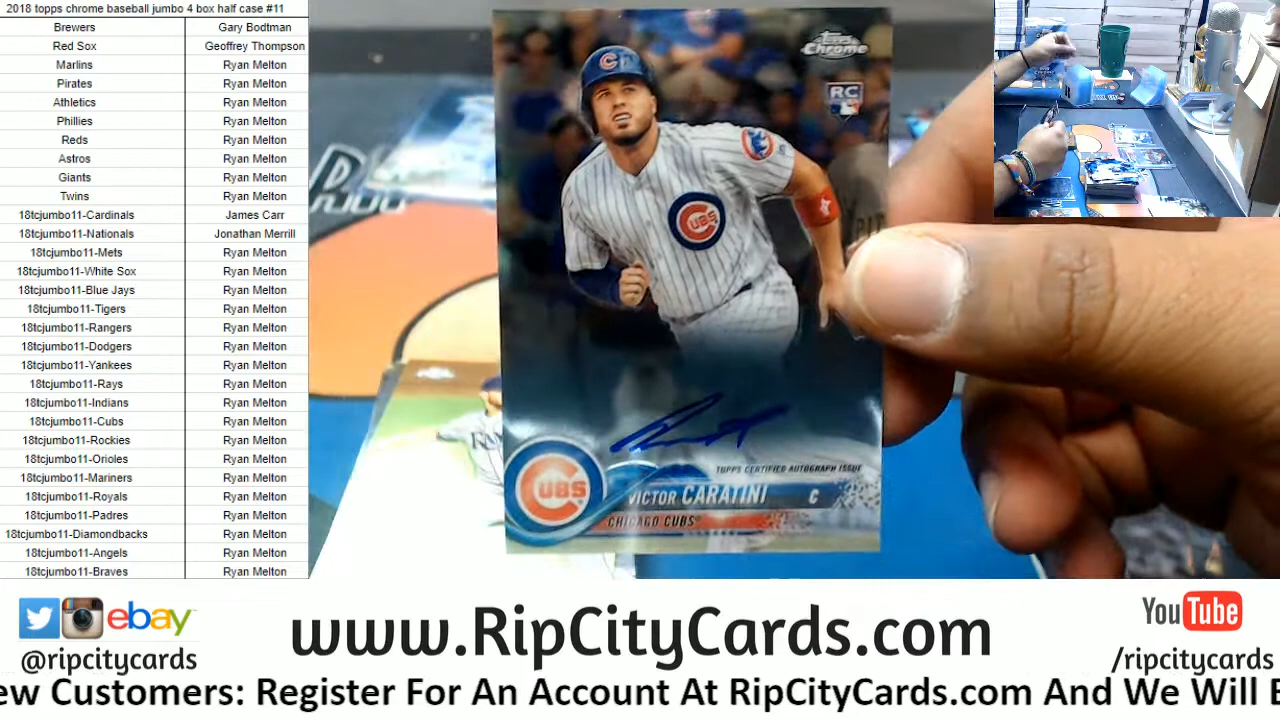 2018 topps chrome baseball jumbo 4 box half case #11
Brewers Gary Bodtman
Red Sox Geoffrey Thompson
Marlins Ryan Melton
Pirates Ryan Melton
Athletics Ryan Melton
Phillies Ryan Melton
Reds Ryan Melton
Astros Ryan Melton
Giants Ryan Melton
Twins Ryan Melton
18tcjumbo11-Cardinals James Carr
18tcjumbo11-Nationals Jonathan Merrill
18tcjumbo11-Mets Ryan Melton
18tcjumbo11-White Sox Ryan Melton
18tcjumbo11-Blue Jays Ryan Melton
18tcjumbo11-Tigers Ryan Melton
18tcjumbo11-Rangers Ryan Melton
18tcjumbo11-Dodgers Ryan Melton
18tcjumbo11-Yankees Ryan Melton
18tcjumbo11-Rays Ryan Melton
18tcjumbo11-Indians Ryan Melton
18tcjumbo11-Cubs Ryan Melton
18tcjumbo11-Rockies Ryan Melton
18tcjumbo11-Orioles Ryan Melton
18tcjumbo11-Mariners Ryan Melton
18tcjumbo11-Royals Ryan Melton
18tcjumbo11-Padres Ryan Melton
18tcjumbo11-Diamondbacks Ryan Melton
18tcjumbo11-Angels Ryan Melton
18tcjumbo11-Braves Ryan Melton
Topps
Chrome
RC
CUBS
TOPPS CERTIFIED AUTOGRAPH ISSUE
CUBS
VICTOR CARATINI C
CHICAGO CUBS
ebay
@ripcitycards
www.RipCityCards.com
YouTube
/ripcitycards
ew Customers: Register For An Account At RipCityCards.com And We Will E